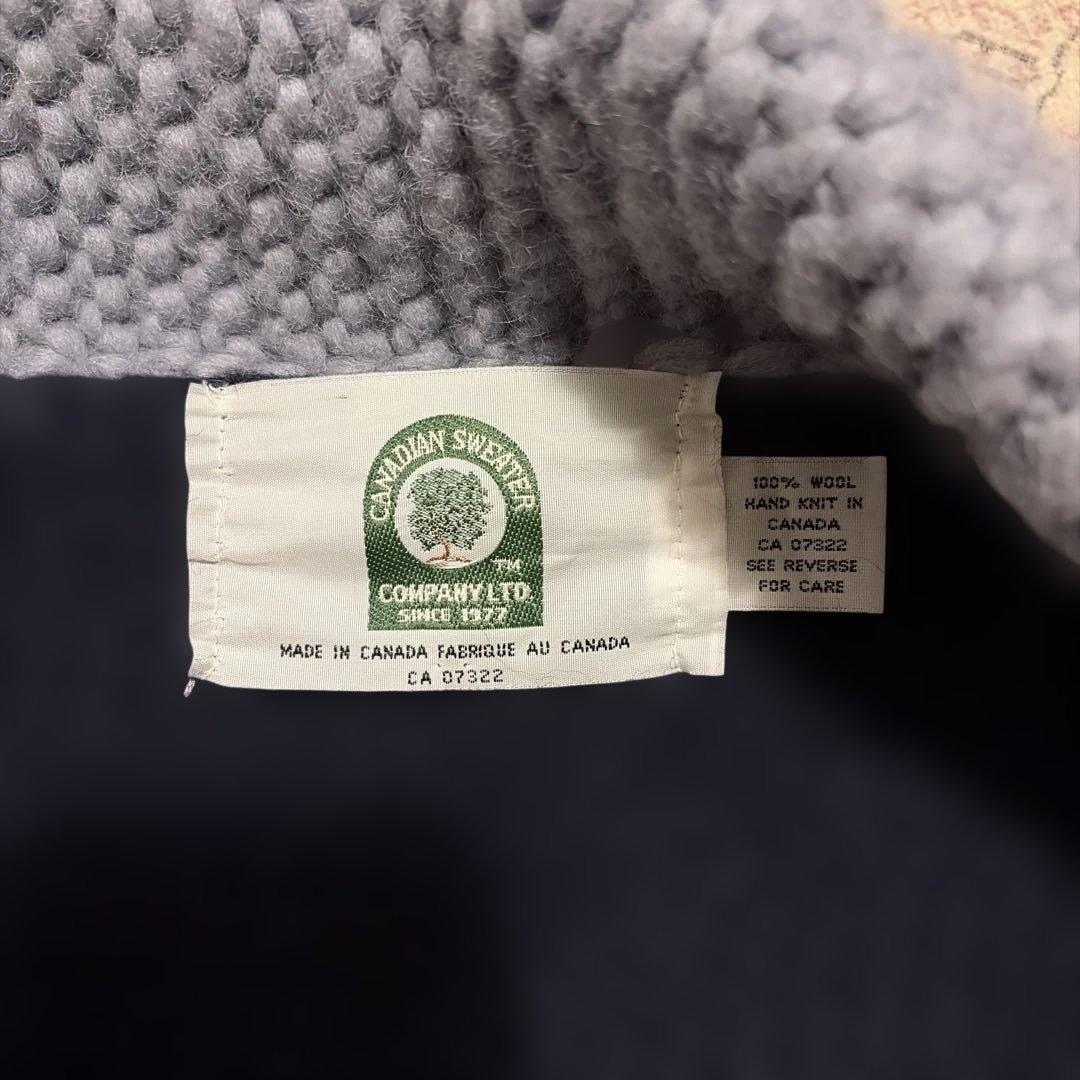 CANADIAN SWEATER
TM
COMPANY LTD.
SINCE 1977
MADE IN CANADA FABRIQUE AU CANADA
CA 07322
100% WOOL
HAND KNIT IN
CANADA
CA 07322
SEE REVERSE
FOR CARE